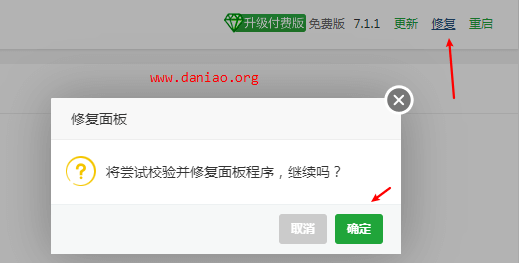 升级付费版 免费版 7.1.1 更新 修复 重启
www.daniao.org
修复面板
将尝试校验并修复面板程序，继续吗？
取消 确定